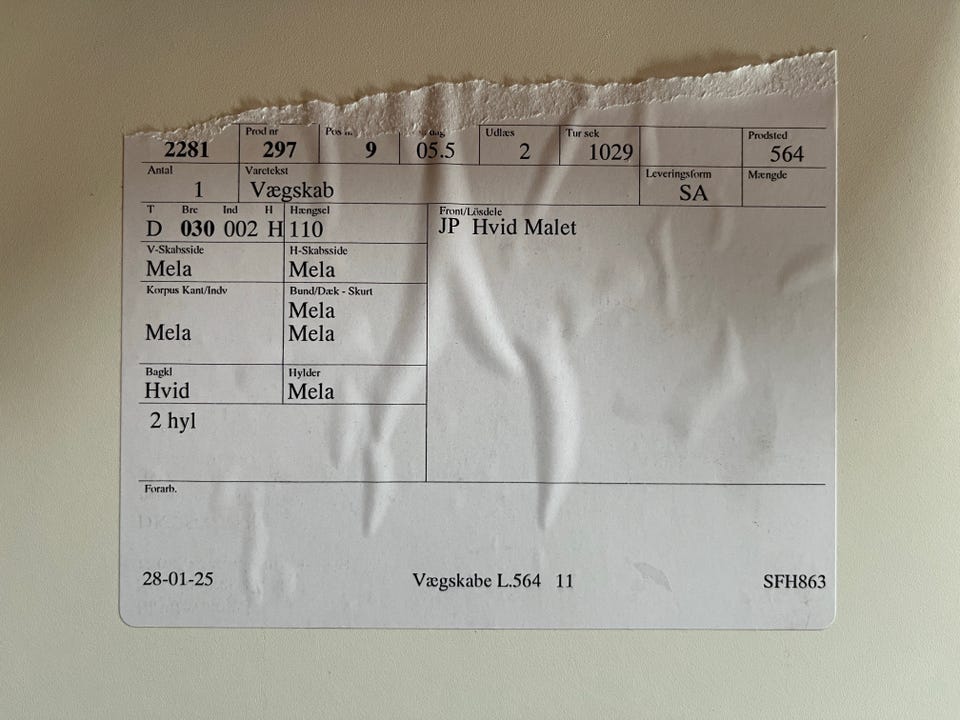 Prod nr Pos Udlæs Tur sek Prodsted
2281 297 9 05.5 2 1029 564
Antal Varetekst Leveringsform Mængde
1 Vægskab SA
T Bre Ind H Hængsel Front/Lösdele
D 030 002 H 110 JP Hvid Malet
V-Skabsside H-Skabsside
Mela Mela
Korpus Kant/Indv Bund/Dæk - Skurt
Mela
Mela Mela
Bagkl Hylder
Hvid Mela
2 hyl
Forarb.
28-01-25 Vægskabe L.564 11 SFH863